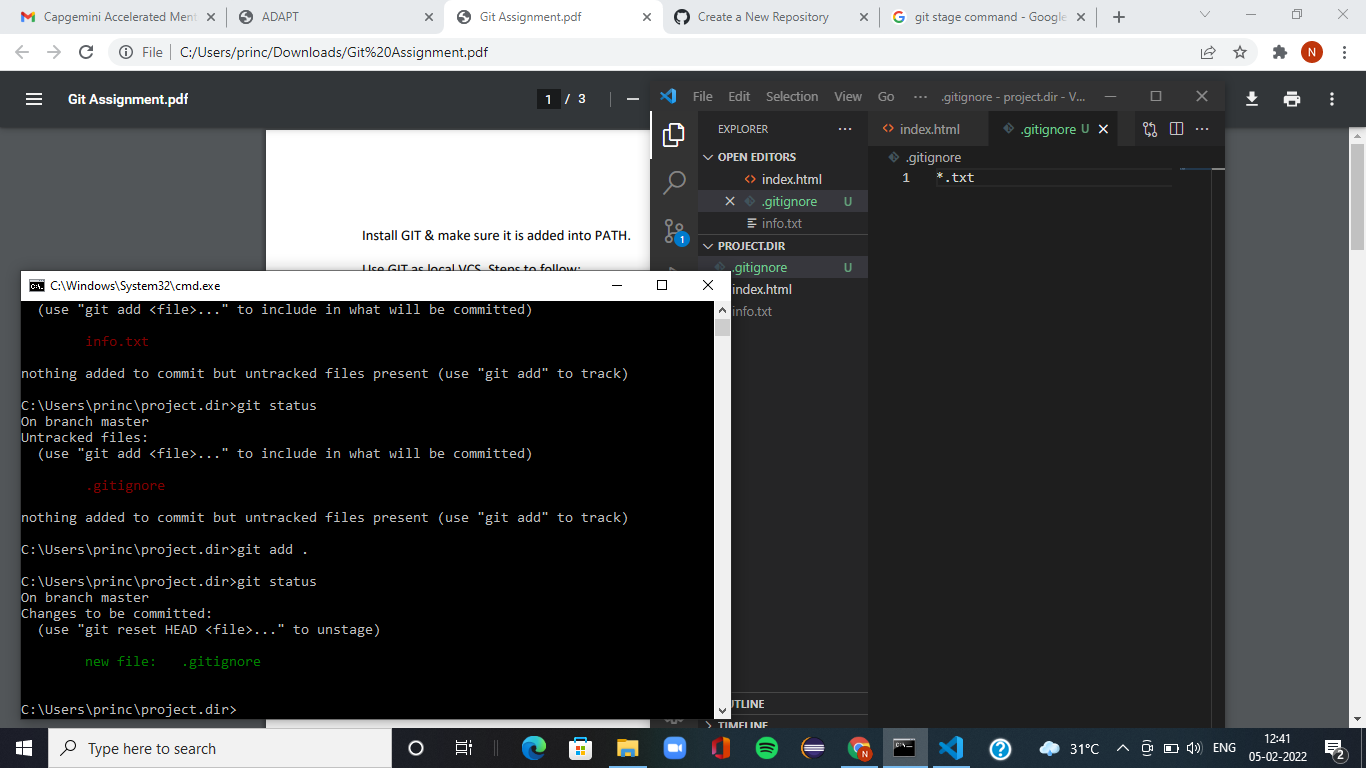 Capgemini Accelerated Ment
ADAPT
Git Assignment.pdf
Create a New Repository
git stage command - Google
File
C:/Users/princ/Downloads/Git%20Assignment.pdf
N
Git Assignment.pdf
1 / 3
Install GIT & make sure it is added into PATH.
Use GIT as local VCS. Steps to follow:
File Edit Selection View Go ··· .gitignore - project.dir - V...
EXPLORER
index.html
.gitignore U
OPEN EDITORS
index.html
.gitignore U
info.txt
PROJECT.DIR
.gitignore U
index.html
info.txt
1
OUTLINE
TIMELINE
.gitignore
1 *.txt
C:\Windows\System32\cmd.exe
(use "git add <file>..." to include in what will be committed)
info.txt
nothing added to commit but untracked files present (use "git add" to track)
C:\Users\princ\project.dir>git status
On branch master
Untracked files:
(use "git add <file>..." to include in what will be committed)
.gitignore
nothing added to commit but untracked files present (use "git add" to track)
C:\Users\princ\project.dir>git add .
C:\Users\princ\project.dir>git status
On branch master
Changes to be committed:
(use "git reset HEAD <file>..." to unstage)
new file: .gitignore
C:\Users\princ\project.dir>
Type here to search
31°C
ENG
12:41
05-02-2022
2